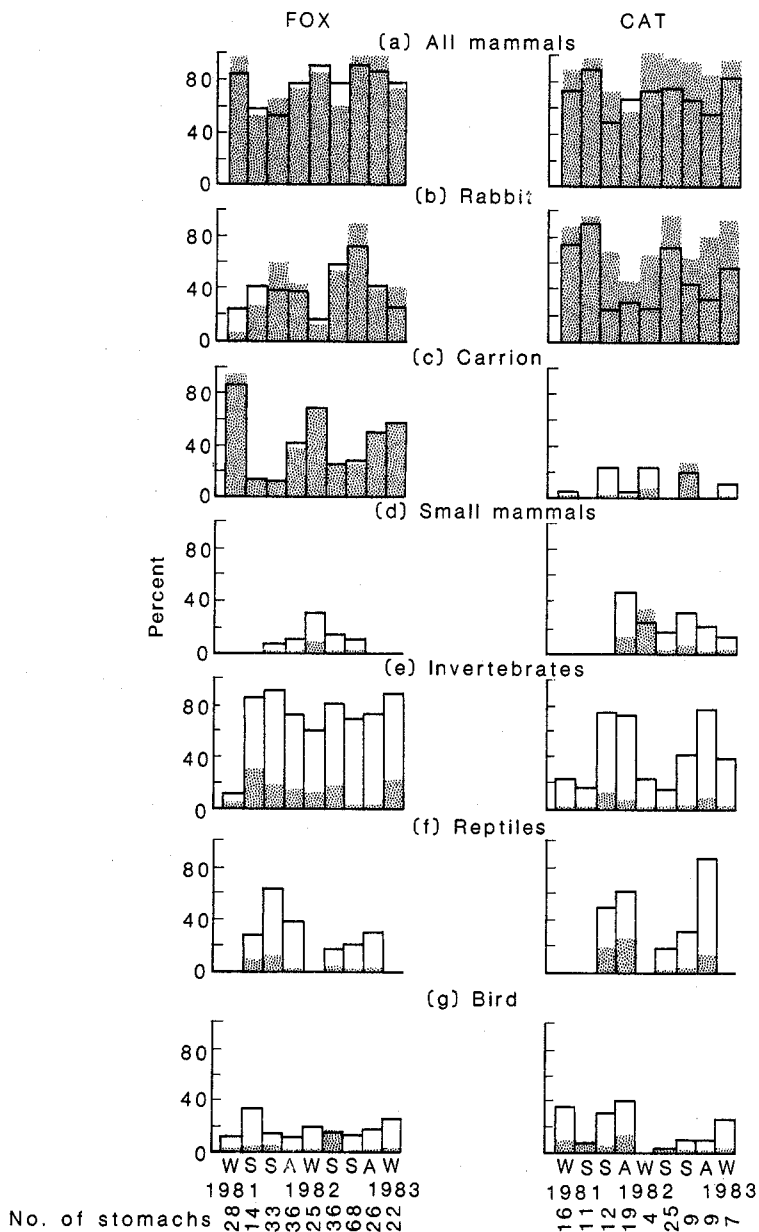 FOX CAT
(a) All mammals
80
40
0
(b) Rabbit
80
40
0
(c) Carrion
80
40
0
(d) Small mammals
80
40
0
Percent
(e) Invertebrates
80
40
0
(f) Reptiles
80
40
0
(g) Bird
80
40
0
W S S A W S S A W W S S A W S S A W
1981 1982 1983 1981 1982 1983
No. of stomachs 28 14 33 36 25 36 68 26 22 16 11 12 19 4 25 9 9 7